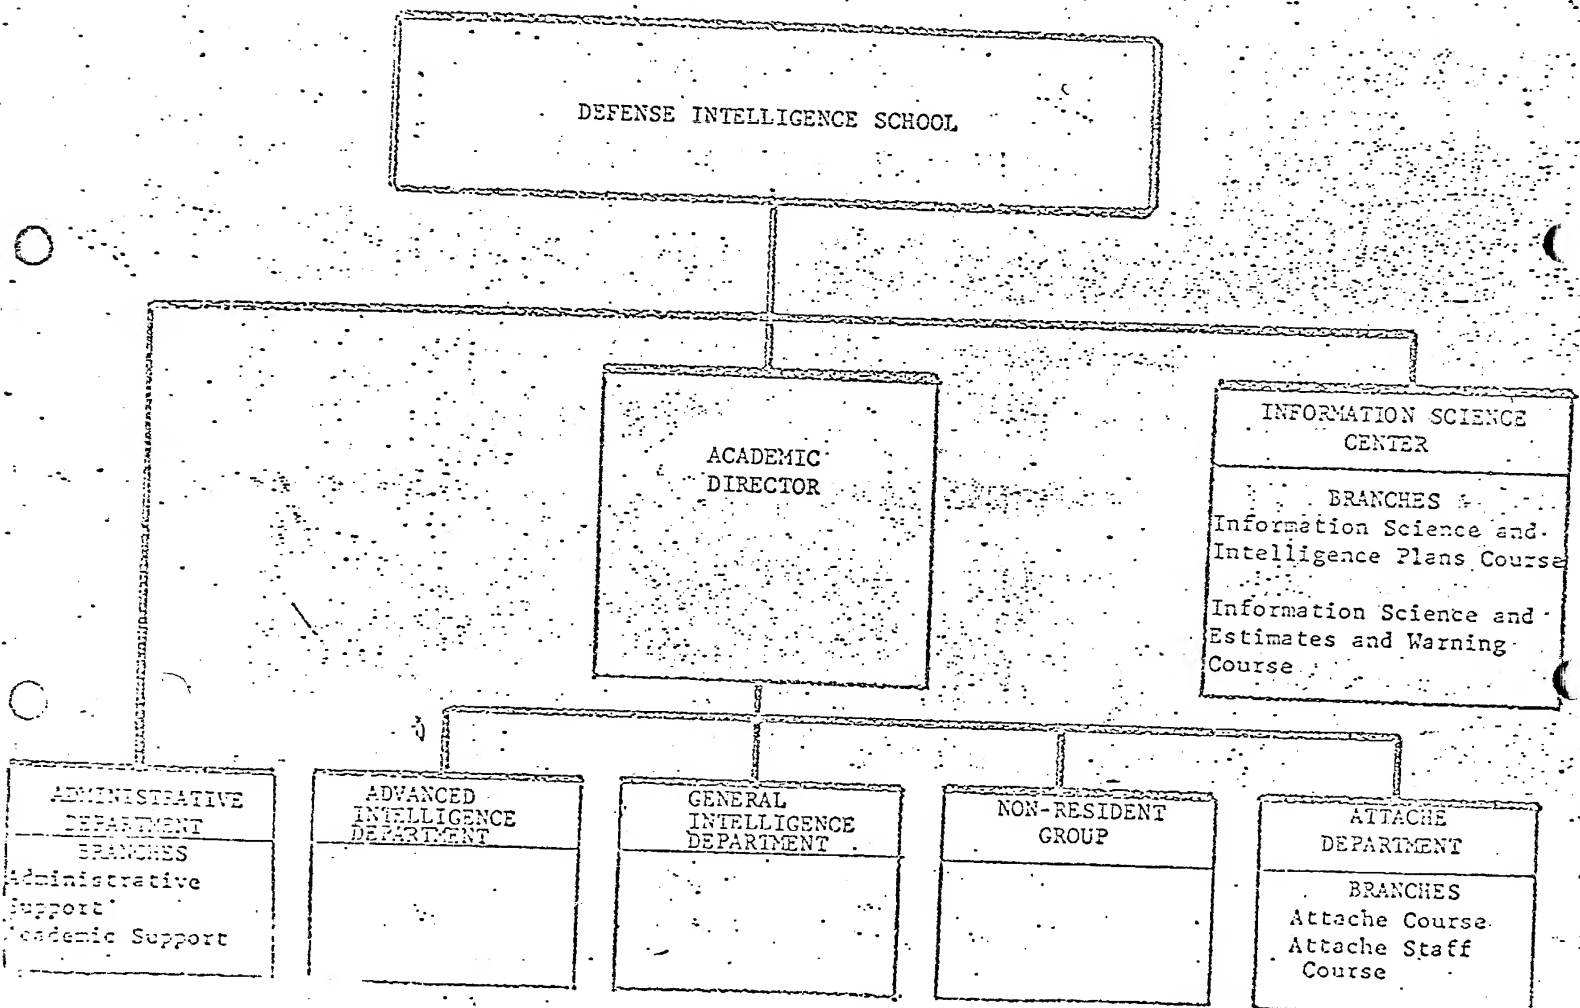 DEFENSE INTELLIGENCE SCHOOL
ACADEMIC
DIRECTOR
INFORMATION SCIENCE
CENTER
BRANCHES
Information Science and
Intelligence Plans Course
Information Science and
Estimates and Warning
Course
ADMINISTRATIVE
DEPARTMENT
BRANCHES
Administrative
Support
Academic Support
ADVANCED
INTELLIGENCE
DEPARTMENT
GENERAL
INTELLIGENCE
DEPARTMENT
NON-RESIDENT
GROUP
ATTACHE
DEPARTMENT
BRANCHES
Attache Course
Attache Staff
Course